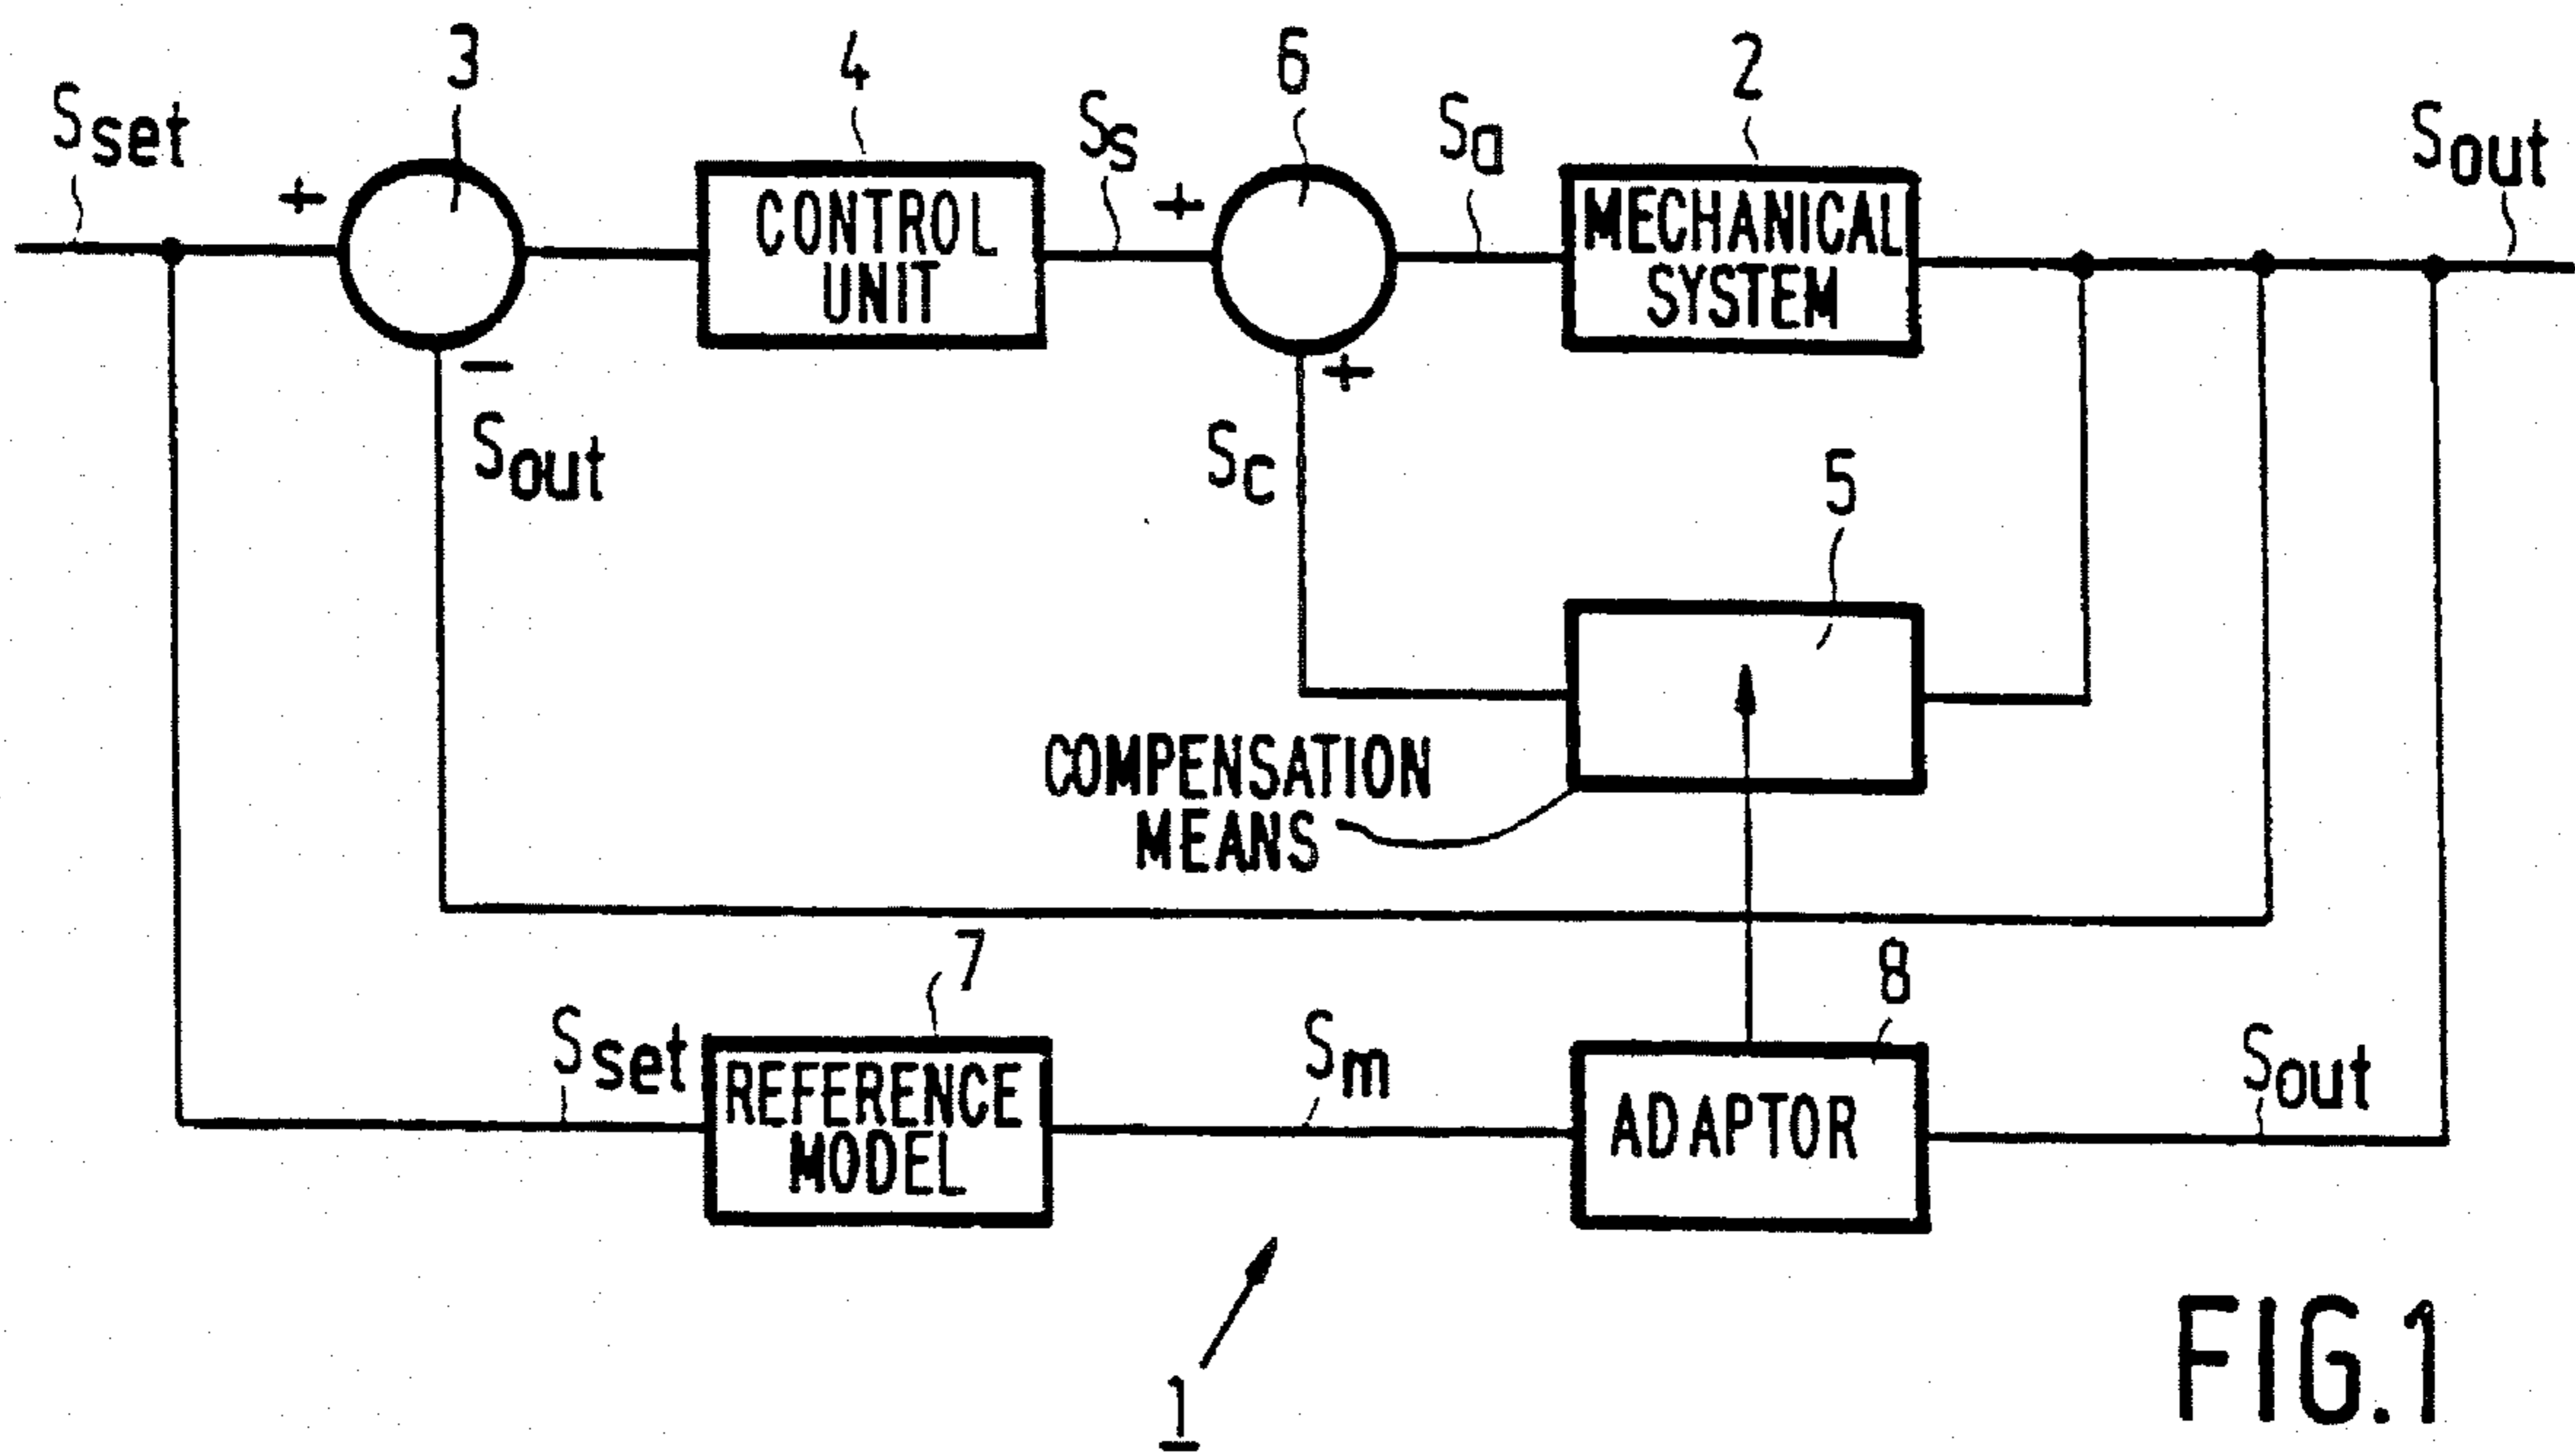 3
4
6
2
Sset
Ss
Sa
Sout
+
+
CONTROL
UNIT
MECHANICAL
SYSTEM
−
+
Sout
Sc
5
COMPENSATION
MEANS
7
8
Sset
Sm
Sout
REFERENCE
MODEL
ADAPTOR
1
FIG.1